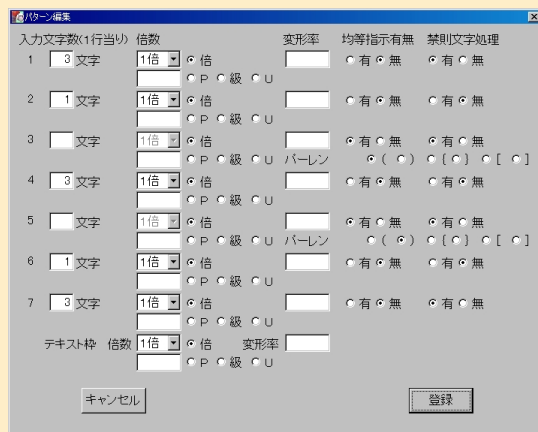 パターン編集
入力文字数(1行当り) 倍数 変形率 均等指示有無 禁則文字処理
1 3 文字 1倍 倍 有 無 有 無
P 級 U
2 1 文字 1倍 倍 有 無 有 無
P 級 U
3 文字 1倍 倍 有 無 有 無
P 級 U パーレン ( ) { } [ ]
4 3 文字 1倍 倍 有 無 有 無
P 級 U
5 文字 1倍 倍 有 無 有 無
P 級 U パーレン ( ) { } [ ]
6 1 文字 1倍 倍 有 無 有 無
P 級 U
7 3 文字 1倍 倍 有 無 有 無
P 級 U
テキスト枠 倍数 1倍 倍 変形率
P 級 U
キャンセル 登録